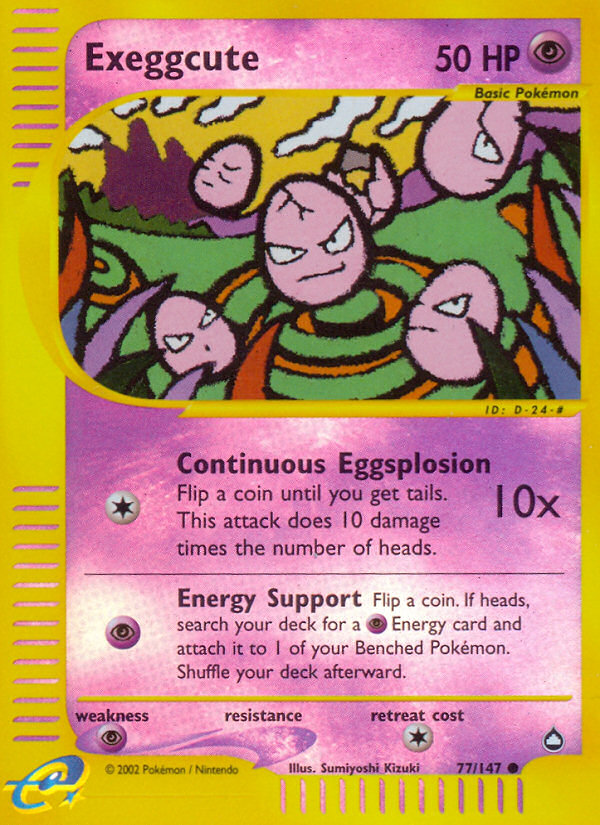 Exeggcute
50 HP
Basic Pokémon
ID: D-24-#
Continuous Eggsplosion
Flip a coin until you get tails.
This attack does 10 damage
times the number of heads.
10x
Energy Support Flip a coin. If heads,
search your deck for a Energy card and
attach it to 1 of your Benched Pokémon.
Shuffle your deck afterward.
weakness
resistance
retreat cost
© 2002 Pokémon / Nintendo
Illus. Sumiyoshi Kizuki
77/147